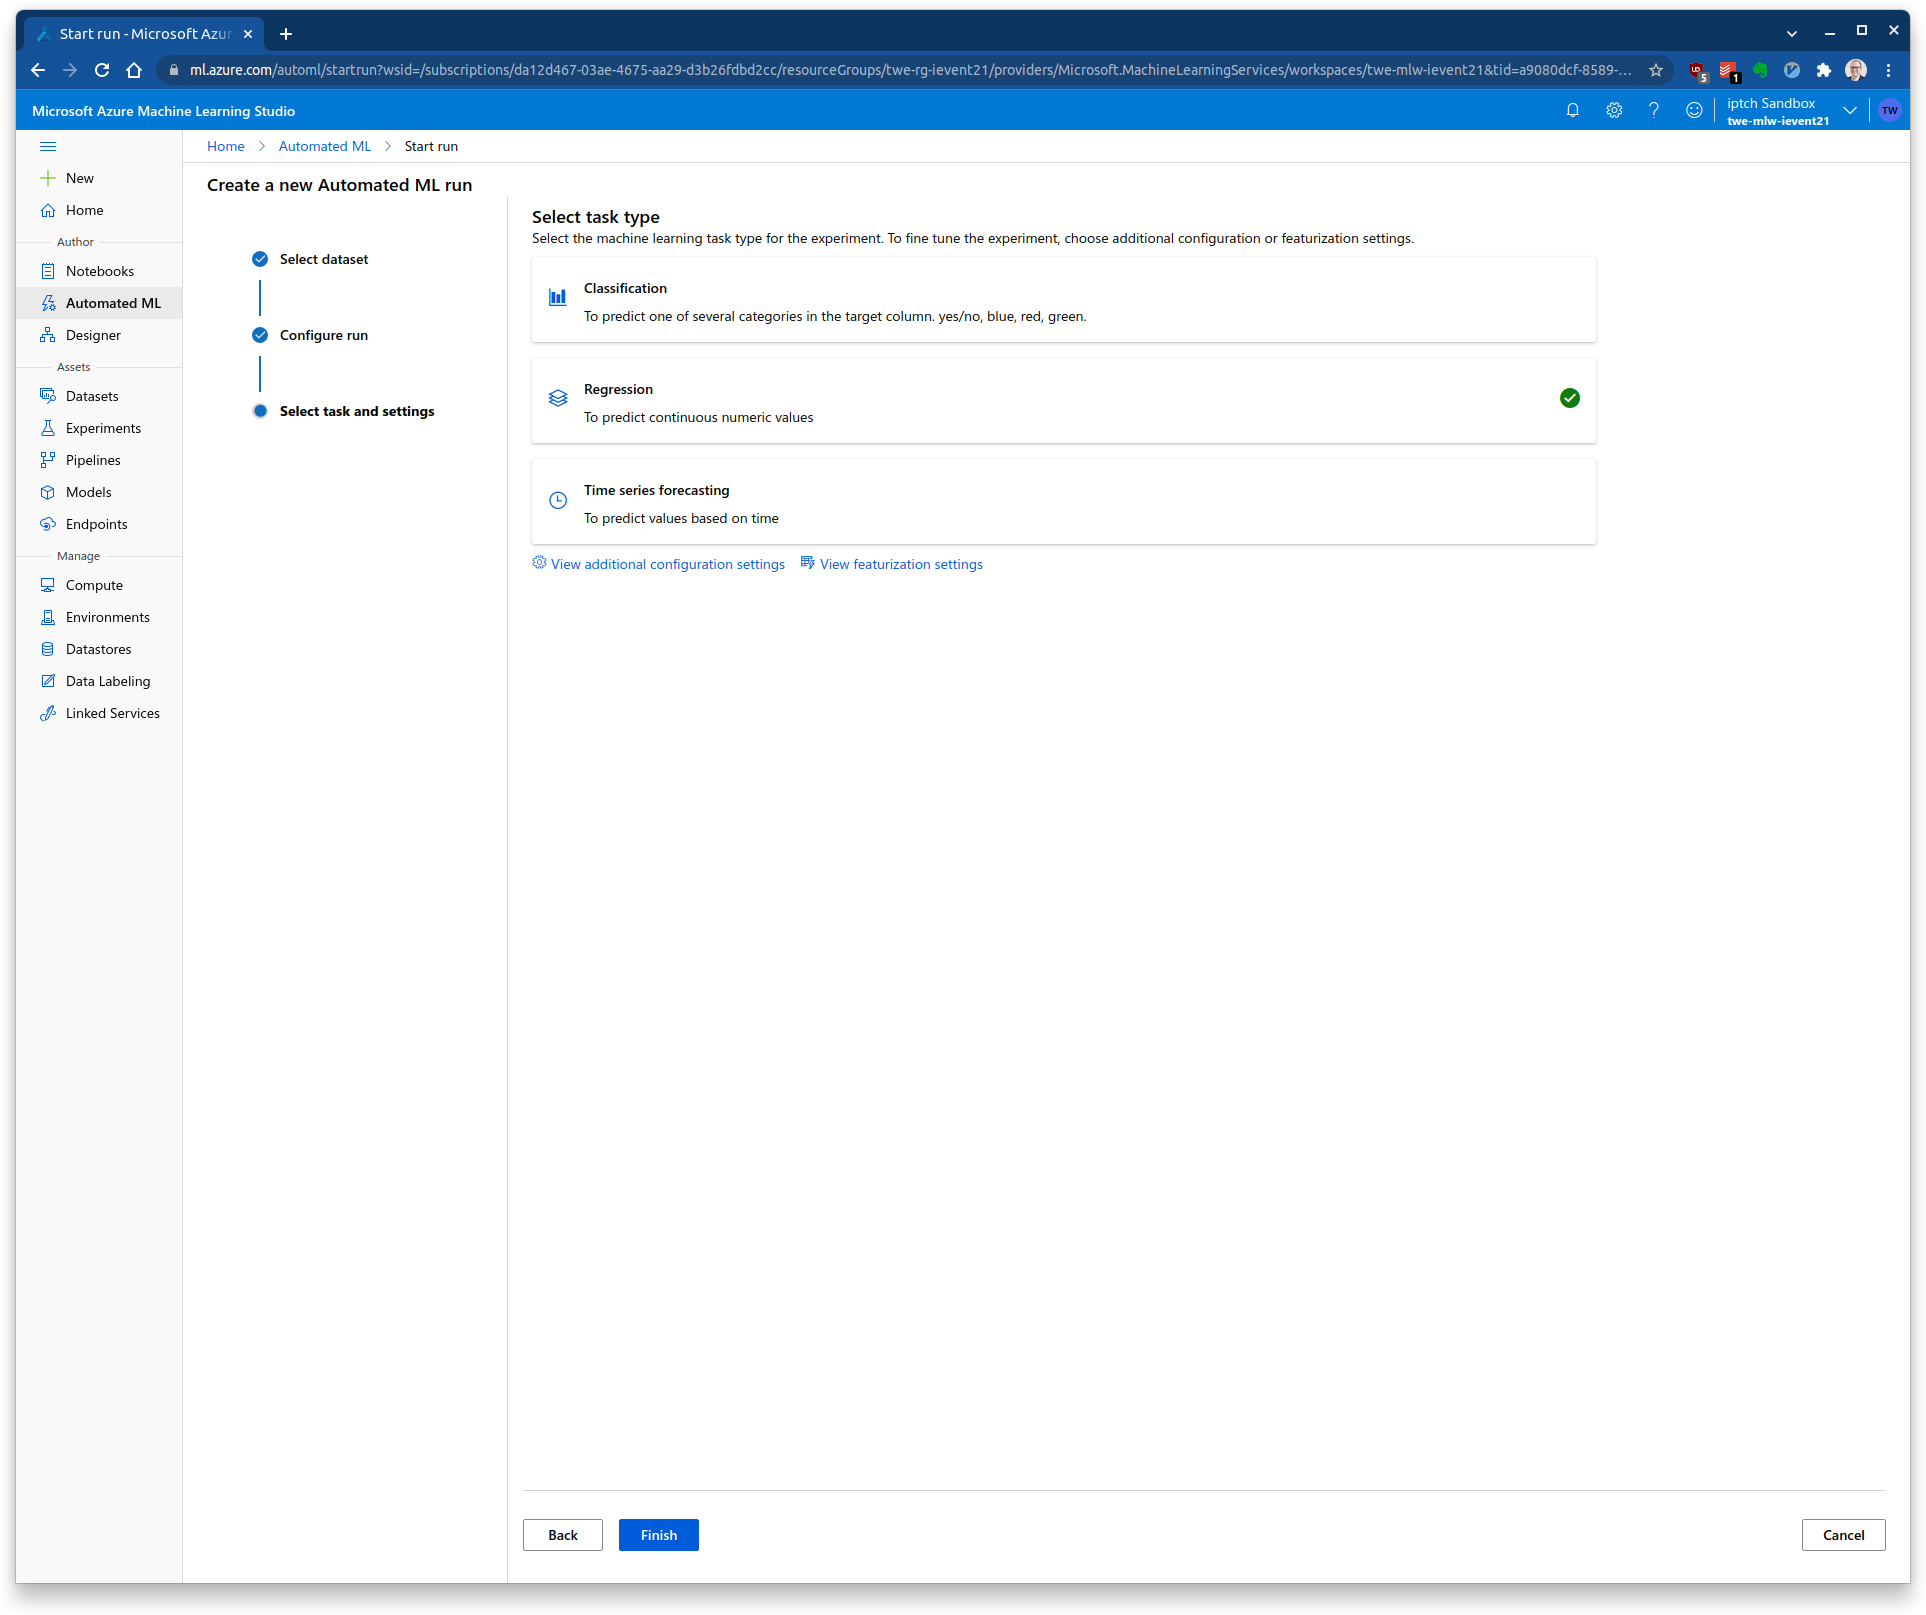 Start run - Microsoft Azur
ml.azure.com/automl/startrun?wsid=/subscriptions/da12d467-03ae-4675-aa29-d3b26fdbd2cc/resourceGroups/twe-rg-ievent21/providers/Microsoft.MachineLearningServices/workspaces/twe-mlw-ievent21&tid=a9080dcf-8589-...
5
1
Microsoft Azure Machine Learning Studio
iptch Sandbox
twe-mlw-ievent21
TW
Home > Automated ML > Start run
New
Home
Author
Notebooks
Automated ML
Designer
Assets
Datasets
Experiments
Pipelines
Models
Endpoints
Manage
Compute
Environments
Datastores
Data Labeling
Linked Services
Create a new Automated ML run
Select dataset
Configure run
Select task and settings
Select task type
Select the machine learning task type for the experiment. To fine tune the experiment, choose additional configuration or featurization settings.
Classification
To predict one of several categories in the target column. yes/no, blue, red, green.
Regression
To predict continuous numeric values
Time series forecasting
To predict values based on time
View additional configuration settings
View featurization settings
Back
Finish
Cancel